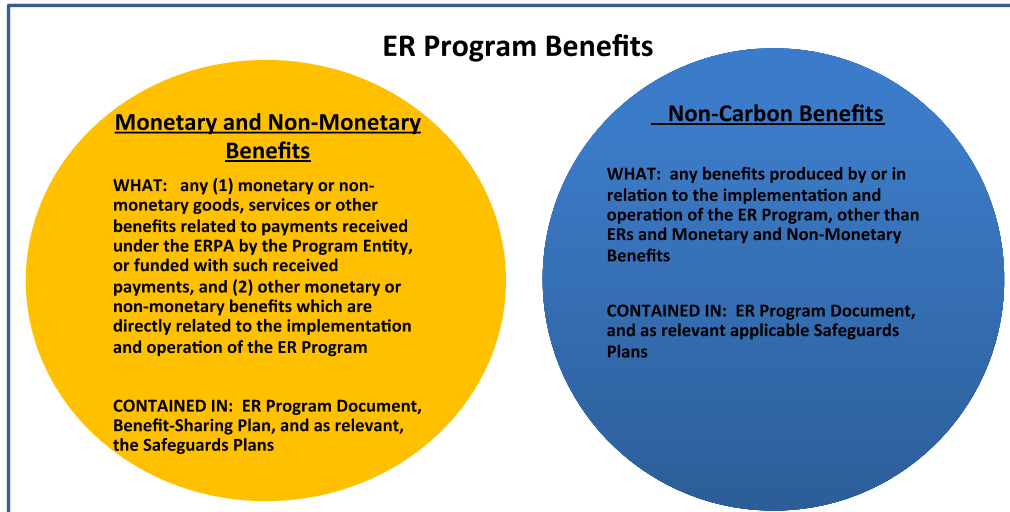 ER Program Benefits
Monetary and Non-Monetary
Benefits
WHAT: any (1) monetary or non-
monetary goods, services or other
benefits related to payments received
under the ERPA by the Program Entity,
or funded with such received
payments, and (2) other monetary or
non-monetary benefits which are
directly related to the implementation
and operation of the ER Program
CONTAINED IN: ER Program Document,
Benefit-Sharing Plan, and as relevant,
the Safeguards Plans
Non-Carbon Benefits
WHAT: any benefits produced by or in
relation to the implementation and
operation of the ER Program, other than
ERs and Monetary and Non-Monetary
Benefits
CONTAINED IN: ER Program Document,
and as relevant applicable Safeguards
Plans